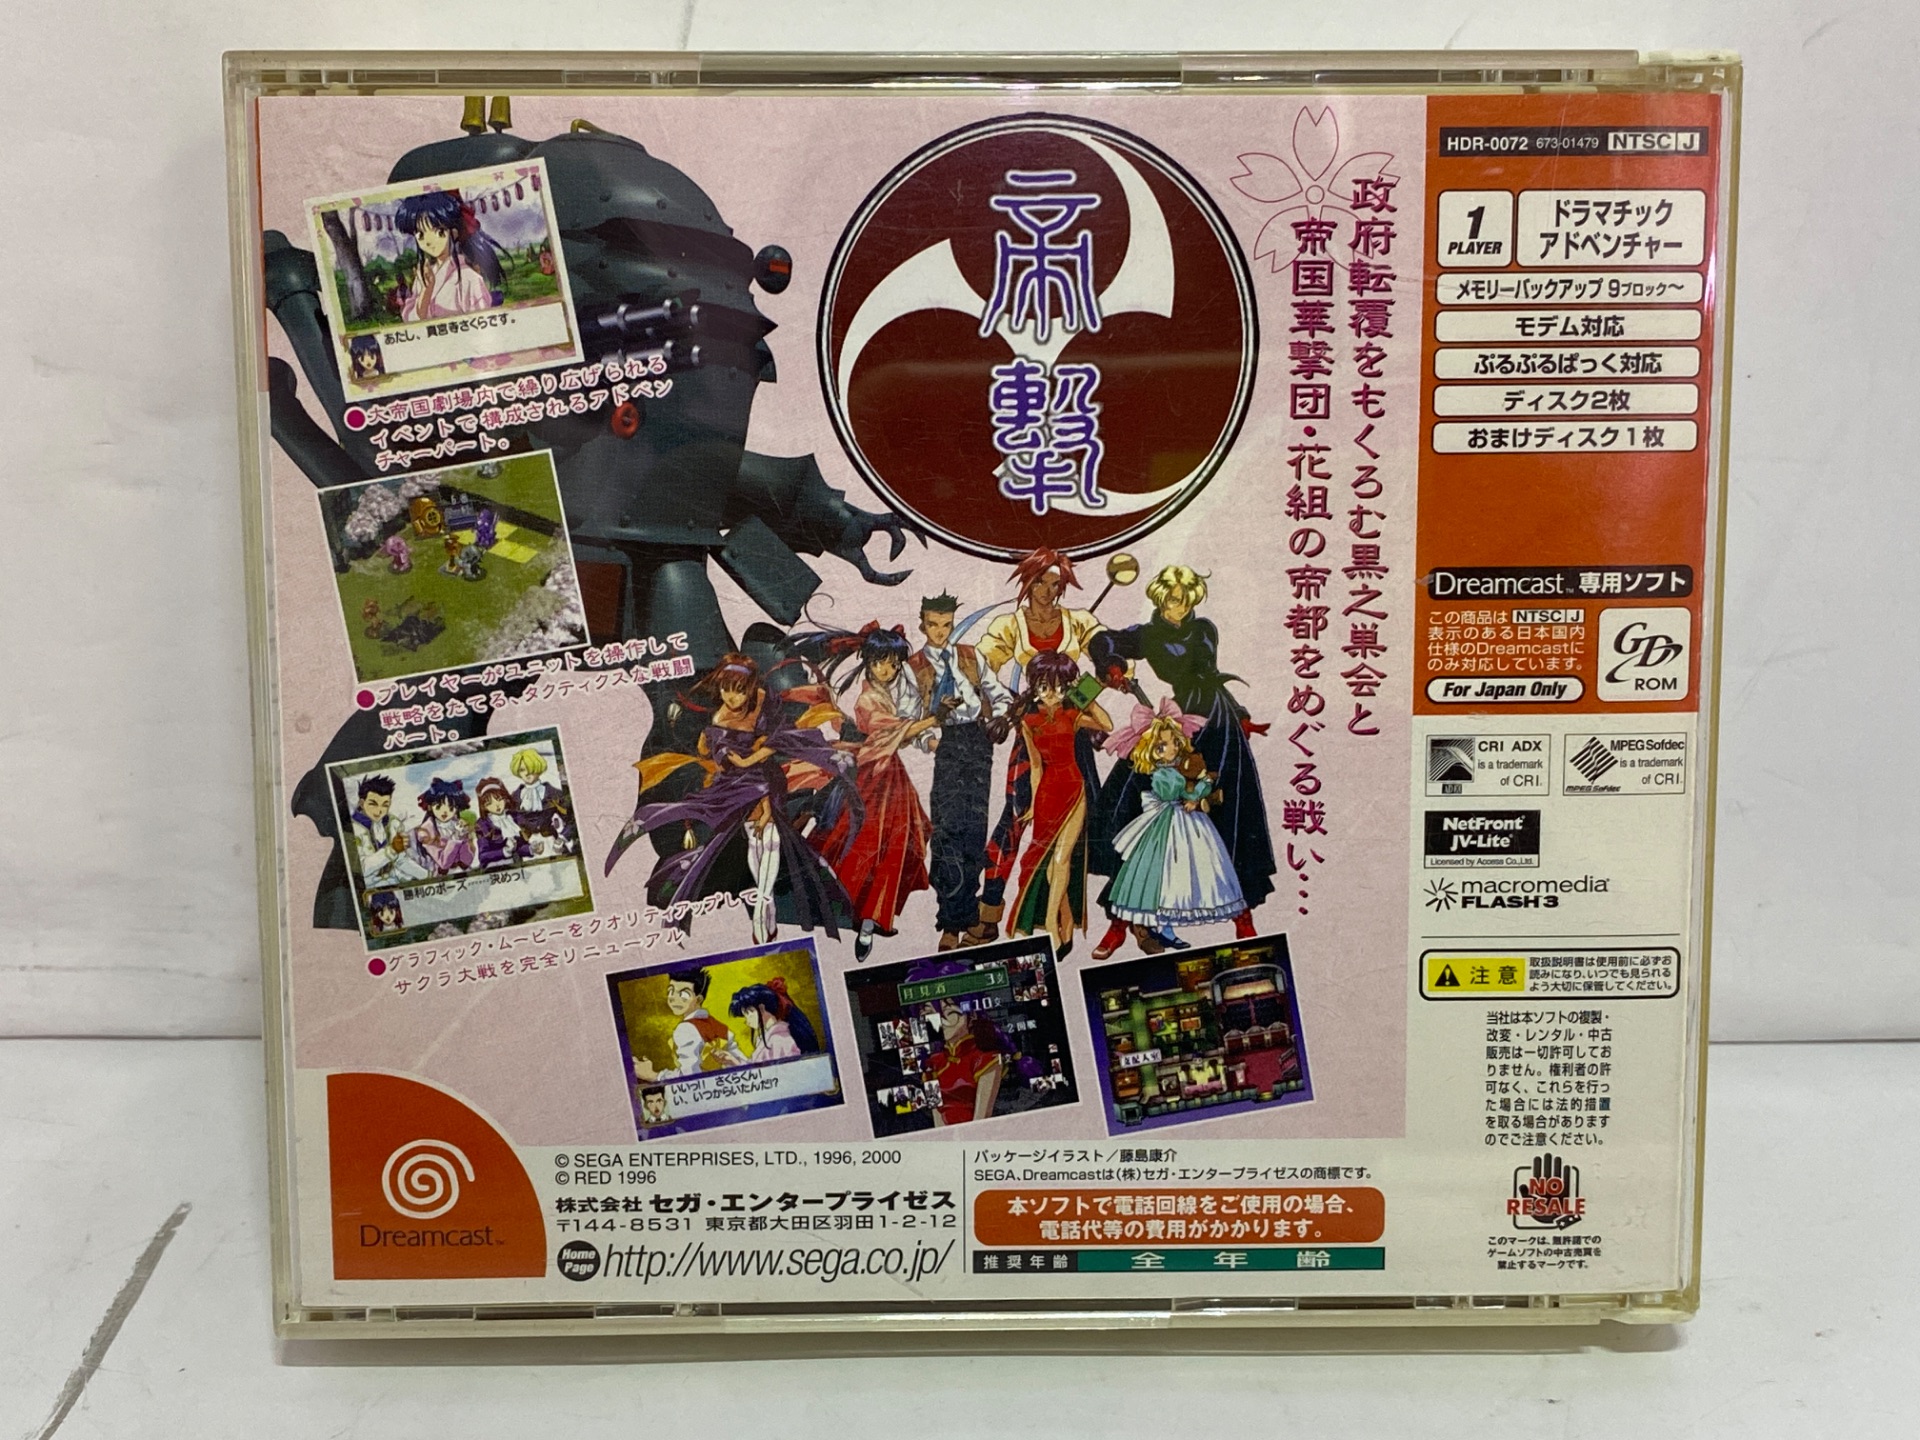 帝
撃
政府転覆をもくろむ黒之巣会と
帝国華撃団・花組の帝都をめぐる戦い…
あたし、真宮寺さくらです。
●大帝国劇場内で繰り広げられる
イベントで構成されるアドベン
チャーパート。
●プレイヤーがユニットを操作して
戦略をたてる、タクティクスな戦闘
パート。
勝利のポーズ……決めっ!
●グラフィック・ムービーをクオリティアップして、
サクラ大戦を完全リニューアル
いいっ!! さくらくん!
い、いつからいたんだ!?
月見酒 3文
10文
支配人室
HDR-0072 673-01479 NTSC J
1
PLAYER
ドラマチック
アドベンチャー
メモリーバックアップ 9ブロック〜
モデム対応
ぷるぷるぱっく対応
ディスク2枚
おまけディスク1枚
Dreamcast™ 専用ソフト
この商品は NTSC J
表示のある日本国内
仕様のDreamcastに
のみ対応しています。
For Japan Only
GD
ROM
CRI ADX
is a trademark
of CRI.
ADX
MPEG Sofdec
is a trademark
of CRI.
MPEG Sofdec
NetFront®
JV-Lite®
Licensed by Access Co.,Ltd.
macromedia®
FLASH 3
注意
取扱説明書は使用前に必ずお
読みになり、いつでも見られる
よう大切に保管してください。
当社は本ソフトの複製・
改変・レンタル・中古
販売は一切許可してお
りません。権利者の許
可なく、これらを行っ
た場合には法的措置
を取る場合があります
のでご注意ください。
NO
RESALE
このマークは、無許諾での
ゲームソフトの中古売買を
禁止するマークです。
Dreamcast™
© SEGA ENTERPRISES, LTD., 1996, 2000
© RED 1996
株式会社 セガ・エンタープライゼス
〒144-8531 東京都大田区羽田1-2-12
Home
Page
http://www.sega.co.jp/
パッケージイラスト/藤島康介
SEGA、Dreamcastは(株)セガ・エンタープライゼスの商標です。
本ソフトで電話回線をご使用の場合、
電話代等の費用がかかります。
推奨年齢 全年齢